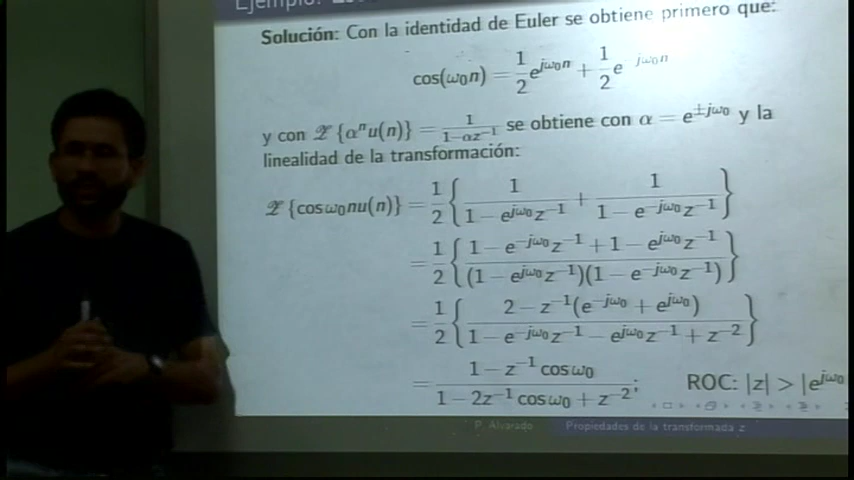 Ejemplo:
Solución: Con la identidad de Euler se obtiene primero que:
cos(ω₀n) = 1/2 e^{jω₀n} + 1/2 e^{ jω₀n}
y con 𝒵{αⁿu(n)} = 1/(1−αz⁻¹) se obtiene con α = e^{±jω₀} y la
linealidad de la transformación:
𝒵{cos ω₀nu(n)} = 1/2 { 1/(1 − e^{jω₀}z⁻¹) + 1/(1 − e^{−jω₀}z⁻¹) }
= 1/2 { (1 − e^{−jω₀}z⁻¹ + 1 − e^{jω₀}z⁻¹)/((1 − e^{jω₀}z⁻¹)(1 − e^{−jω₀}z⁻¹)) }
= 1/2 { (2 − z⁻¹(e^{−jω₀} + e^{jω₀}))/(1 − e^{−jω₀}z⁻¹ − e^{jω₀}z⁻¹ + z⁻²) }
= (1 − z⁻¹ cos ω₀)/(1 − 2z⁻¹ cos ω₀ + z⁻²); ROC: |z| > |e^{jω₀}
P. Alvarado Propiedades de la transformada z